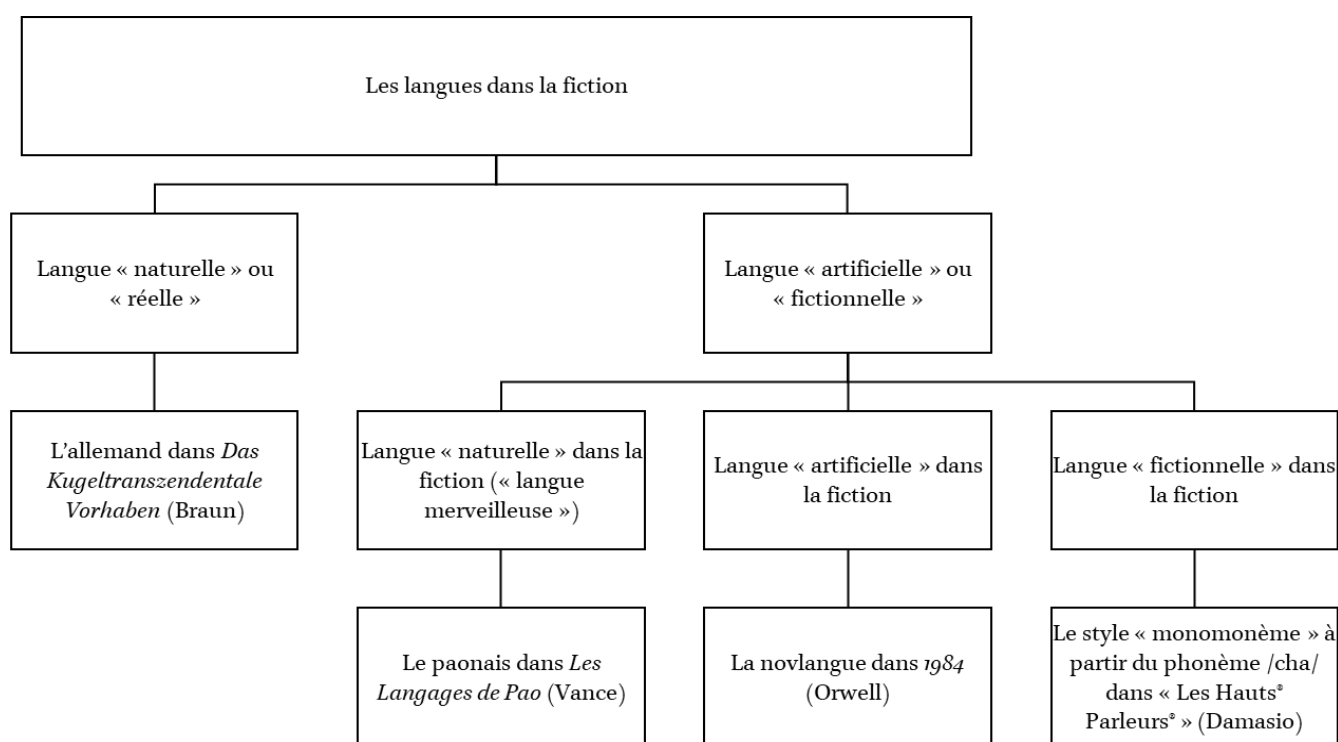 Les langues dans la fiction
Langue « naturelle » ou
« réelle »
Langue « artificielle » ou
« fictionnelle »
L’allemand dans Das
Kugeltranszendentale
Vorhaben (Braun)
Langue « naturelle » dans la
fiction (« langue
merveilleuse »)
Langue « artificielle » dans
la fiction
Langue « fictionnelle » dans
la fiction
Le paonais dans Les
Langages de Pao (Vance)
La novlangue dans 1984
(Orwell)
Le style « monomonème » à
partir du phonème /cha/
dans « Les Hauts® 
Parleurs® » (Damasio)